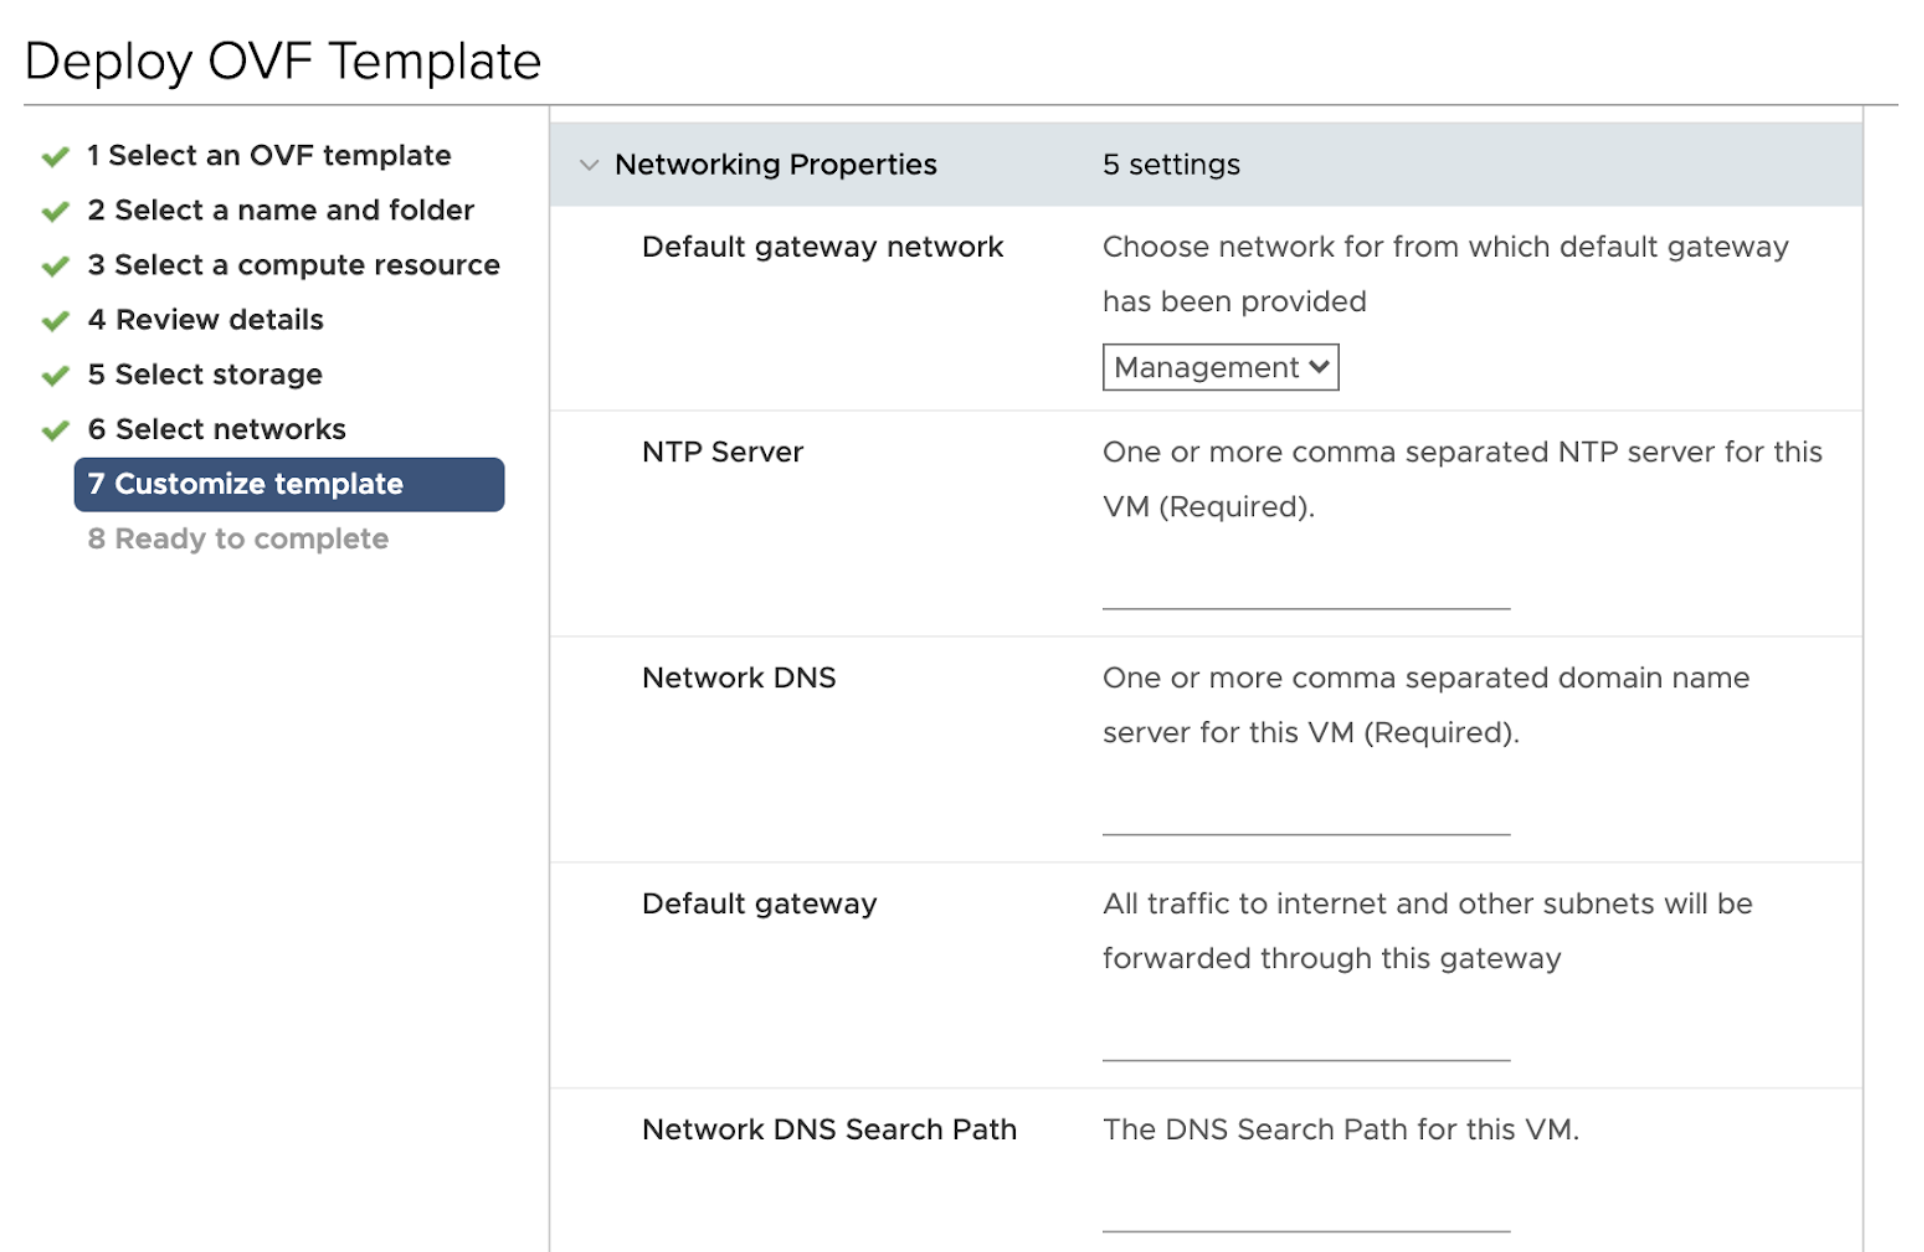 Deploy OVF Template
1 Select an OVF template
2 Select a name and folder
3 Select a compute resource
4 Review details
5 Select storage
6 Select networks
7 Customize template
8 Ready to complete
Networking Properties 5 settings
Default gateway network
Choose network for from which default gateway
has been provided
Management
NTP Server
One or more comma separated NTP server for this
VM (Required).
Network DNS
One or more comma separated domain name
server for this VM (Required).
Default gateway
All traffic to internet and other subnets will be
forwarded through this gateway
Network DNS Search Path
The DNS Search Path for this VM.